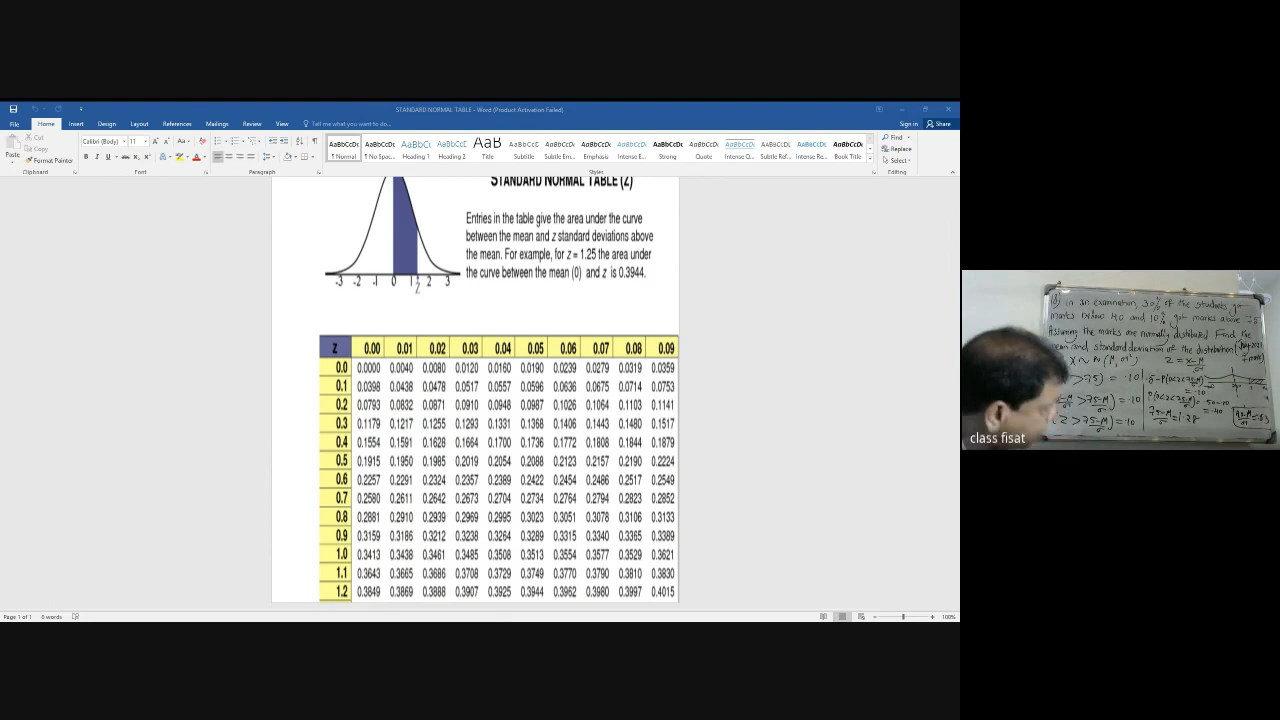 STANDARD NORMAL TABLE - Word (Product Activation Failed)
Sign in
File Home Insert Design Layout References Mailings Review View Tell me what you want to do... Share
Paste
Cut
Copy
Format Painter
Clipboard
Calibri (Body) 11
Font
Paragraph
AaBbCcDc AaBbCcDc AaBbCc AaBbCcC AaB AaBbCcC AaBbCcDc AaBbCcDc AaBbCcDc AaBbCcDc AaBbCcDc AaBbCcDc AaBbCcDc AaBbCcDc AaBbCcDc
¶ Normal ¶ No Spac... Heading 1 Heading 2 Title Subtitle Subtle Em... Emphasis Intense E... Strong Quote Intense Q... Subtle Ref... Intense Re... Book Title
Styles
Find
Replace
Select
Editing
STANDARD NORMAL TABLE (Z)
Entries in the table give the area under the curve
between the mean and z standard deviations above
the mean. For example, for z = 1.25 the area under
the curve between the mean (0) and z is 0.3944.
-3 -2 -1 0 1 2 3
Z
Z 0.00 0.01 0.02 0.03 0.04 0.05 0.06 0.07 0.08 0.09
0.0 0.0000 0.0040 0.0080 0.0120 0.0160 0.0190 0.0239 0.0279 0.0319 0.0359
0.1 0.0398 0.0438 0.0478 0.0517 0.0557 0.0596 0.0636 0.0675 0.0714 0.0753
0.2 0.0793 0.0832 0.0871 0.0910 0.0948 0.0987 0.1026 0.1064 0.1103 0.1141
0.3 0.1179 0.1217 0.1255 0.1293 0.1331 0.1368 0.1406 0.1443 0.1480 0.1517
0.4 0.1554 0.1591 0.1628 0.1664 0.1700 0.1736 0.1772 0.1808 0.1844 0.1879
0.5 0.1915 0.1950 0.1985 0.2019 0.2054 0.2088 0.2123 0.2157 0.2190 0.2224
0.6 0.2257 0.2291 0.2324 0.2357 0.2389 0.2422 0.2454 0.2486 0.2517 0.2549
0.7 0.2580 0.2611 0.2642 0.2673 0.2704 0.2734 0.2764 0.2794 0.2823 0.2852
0.8 0.2881 0.2910 0.2939 0.2969 0.2995 0.3023 0.3051 0.3078 0.3106 0.3133
0.9 0.3159 0.3186 0.3212 0.3238 0.3264 0.3289 0.3315 0.3340 0.3365 0.3389
1.0 0.3413 0.3438 0.3461 0.3485 0.3508 0.3513 0.3554 0.3577 0.3529 0.3621
1.1 0.3643 0.3665 0.3686 0.3708 0.3729 0.3749 0.3770 0.3790 0.3810 0.3830
1.2 0.3849 0.3869 0.3888 0.3907 0.3925 0.3944 0.3962 0.3980 0.3997 0.4015
Page 1 of 1 0 words
100%
in an examination, 30% of the students got
marks below 40 and 10% got marks above 75
Assuming the marks are normally distributed Find the
mean and standard deviation of the distribution
class fisat